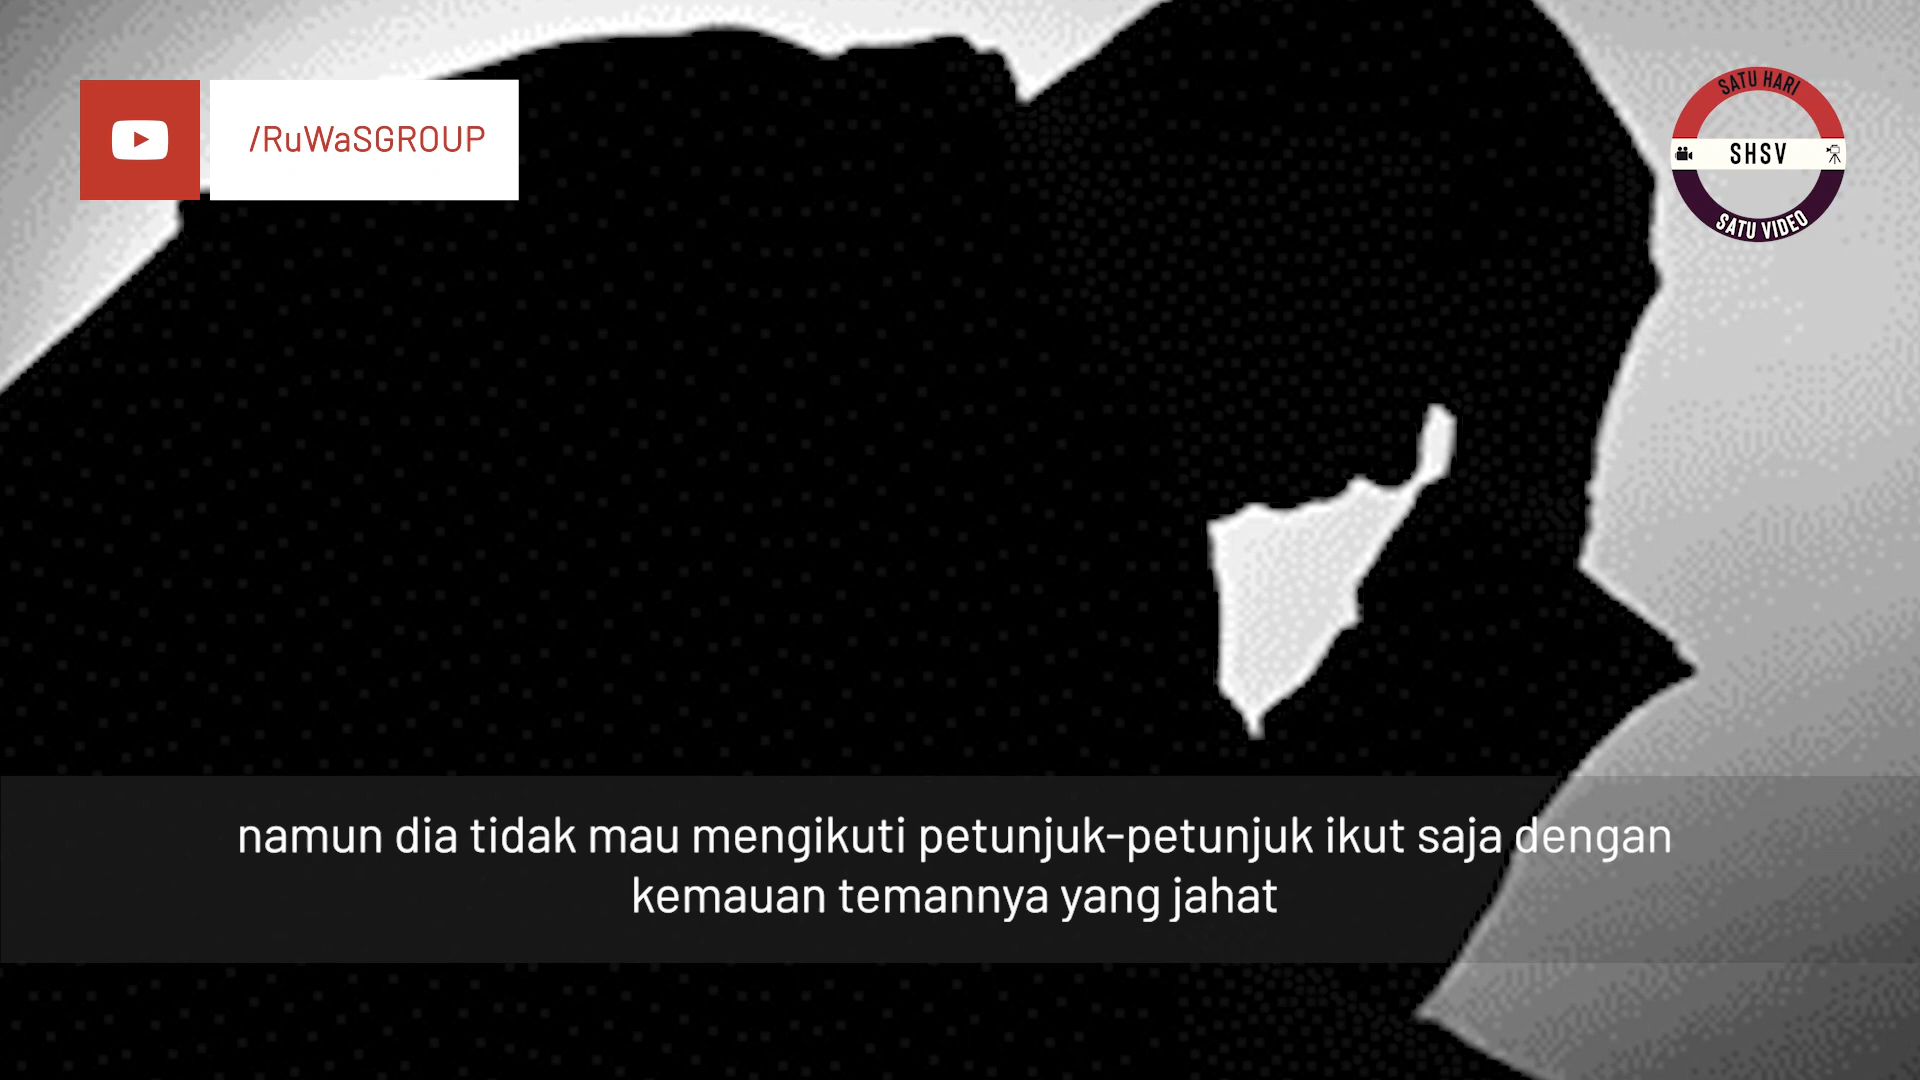 /RuWaSGROUP
SATU HARI
SHSV
SATU VIDEO
namun dia tidak mau mengikuti petunjuk-petunjuk ikut saja dengan
kemauan temannya yang jahat